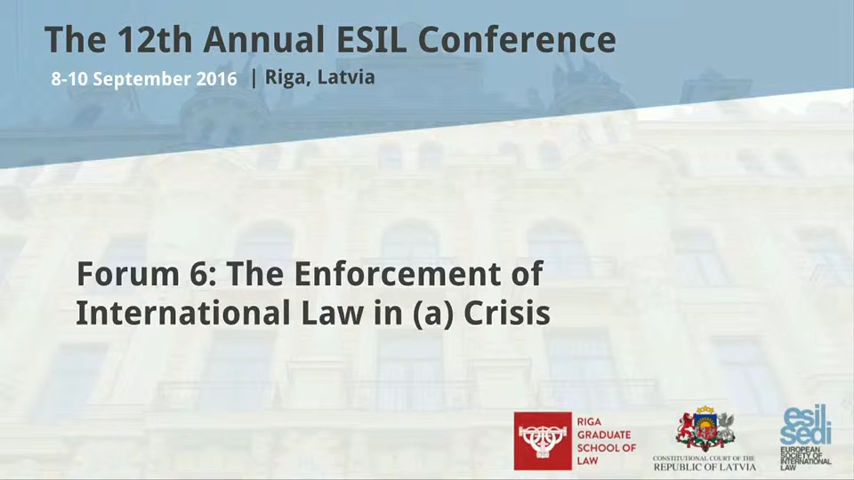 The 12th Annual ESIL Conference
8-10 September 2016 | Riga, Latvia
Forum 6: The Enforcement of
International Law in (a) Crisis
RIGA
GRADUATE
SCHOOL OF
LAW
CONSTITUTIONAL COURT OF THE
REPUBLIC OF LATVIA
esil
sedi
EUROPEAN
SOCIETY OF
INTERNATIONAL
LAW